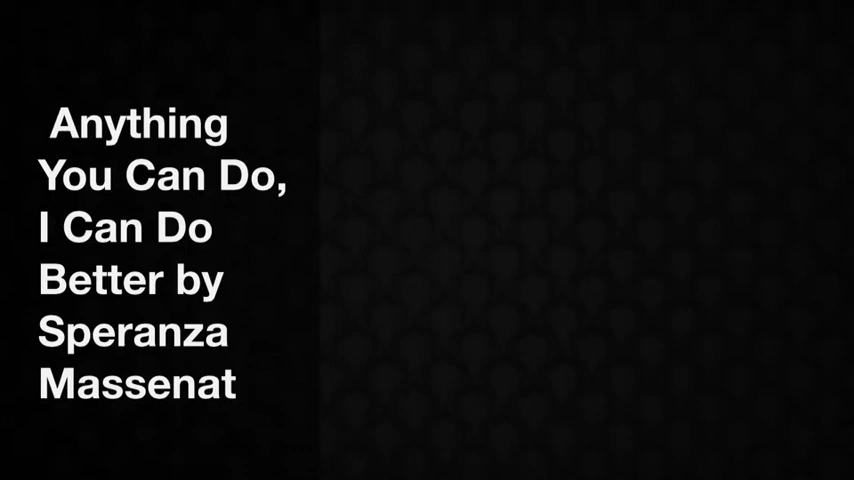 Anything
You Can Do,
I Can Do
Better by
Speranza
Massenat